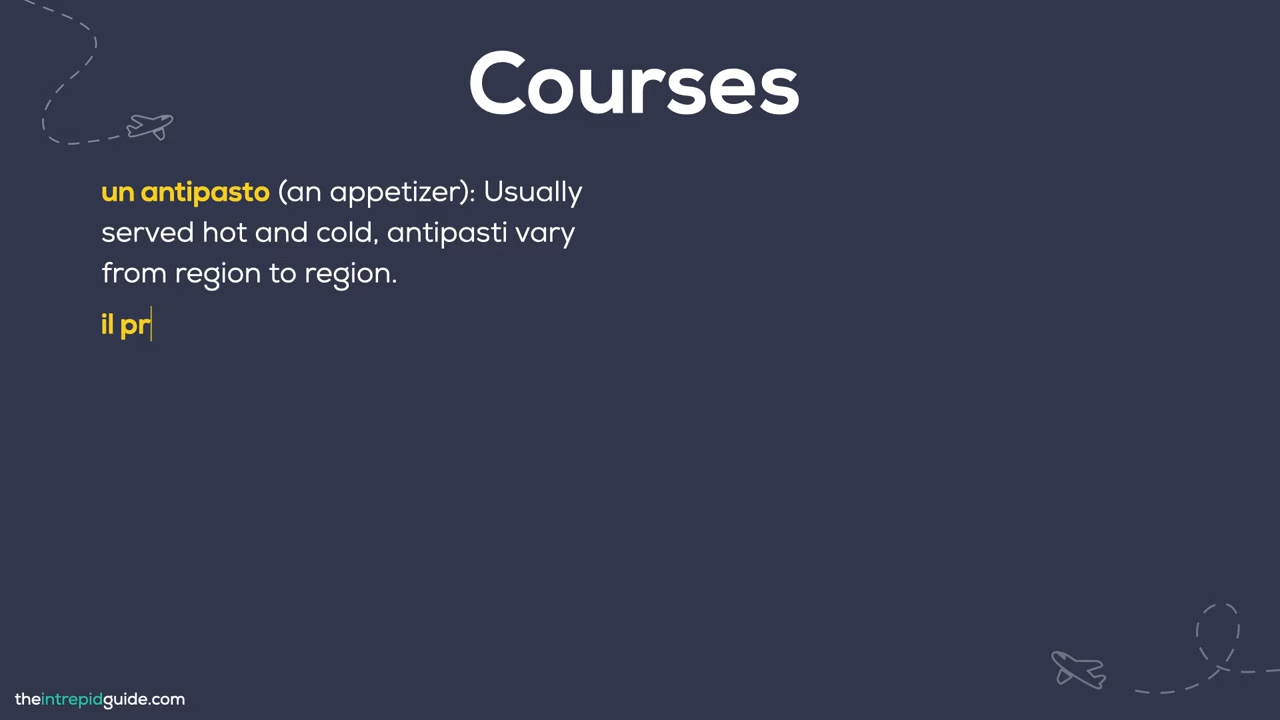 Courses
un antipasto (an appetizer): Usually
served hot and cold, antipasti vary
from region to region.
il pr
theintrepidguide.com